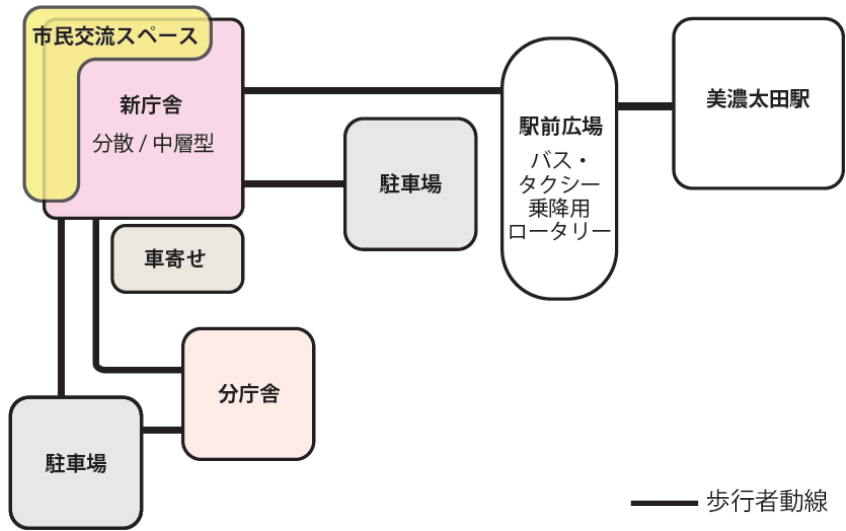 市民交流スペース
新庁舎
分散 / 中層型
駐車場
車寄せ
駅前広場
バス・
タクシー
乗降用
ロータリー
美濃太田駅
分庁舎
駐車場
歩行者動線